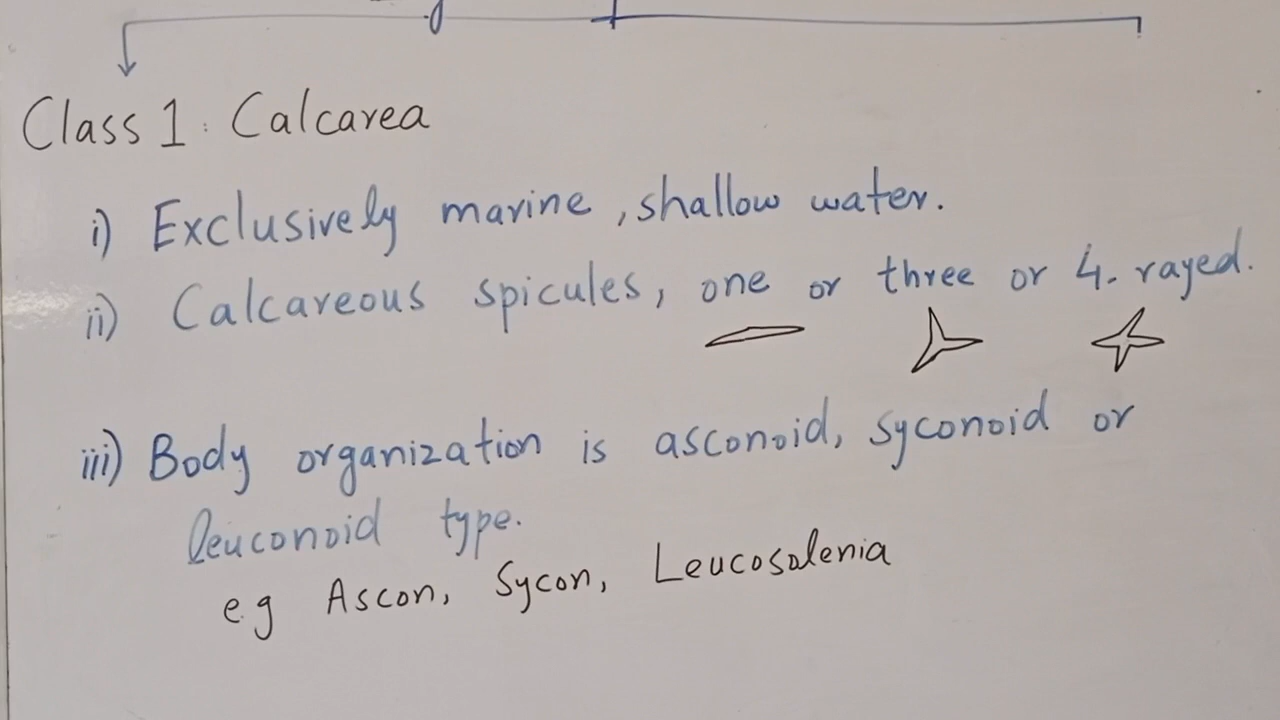 Class 1: Calcarea
i) Exclusively marine, shallow water.
ii) Calcareous spicules, one or three or 4-rayed.
iii) Body organization is asconoid, syconoid or
leuconoid type.
e.g Ascon, Sycon, Leucosolenia